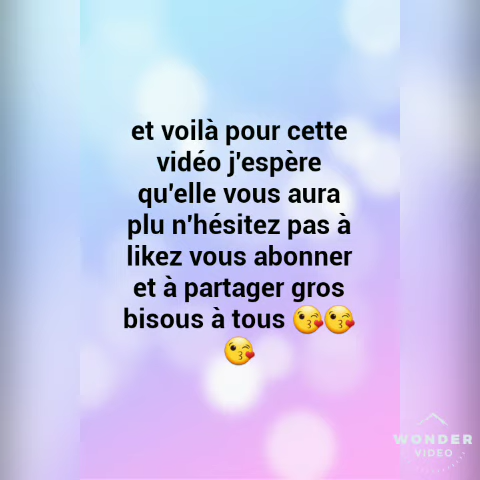 et voilà pour cette
vidéo j'espère
qu'elle vous aura
plu n'hésitez pas à
likez vous abonner
et à partager gros
bisous à tous 😘😘
😘
WONDER
VIDEO